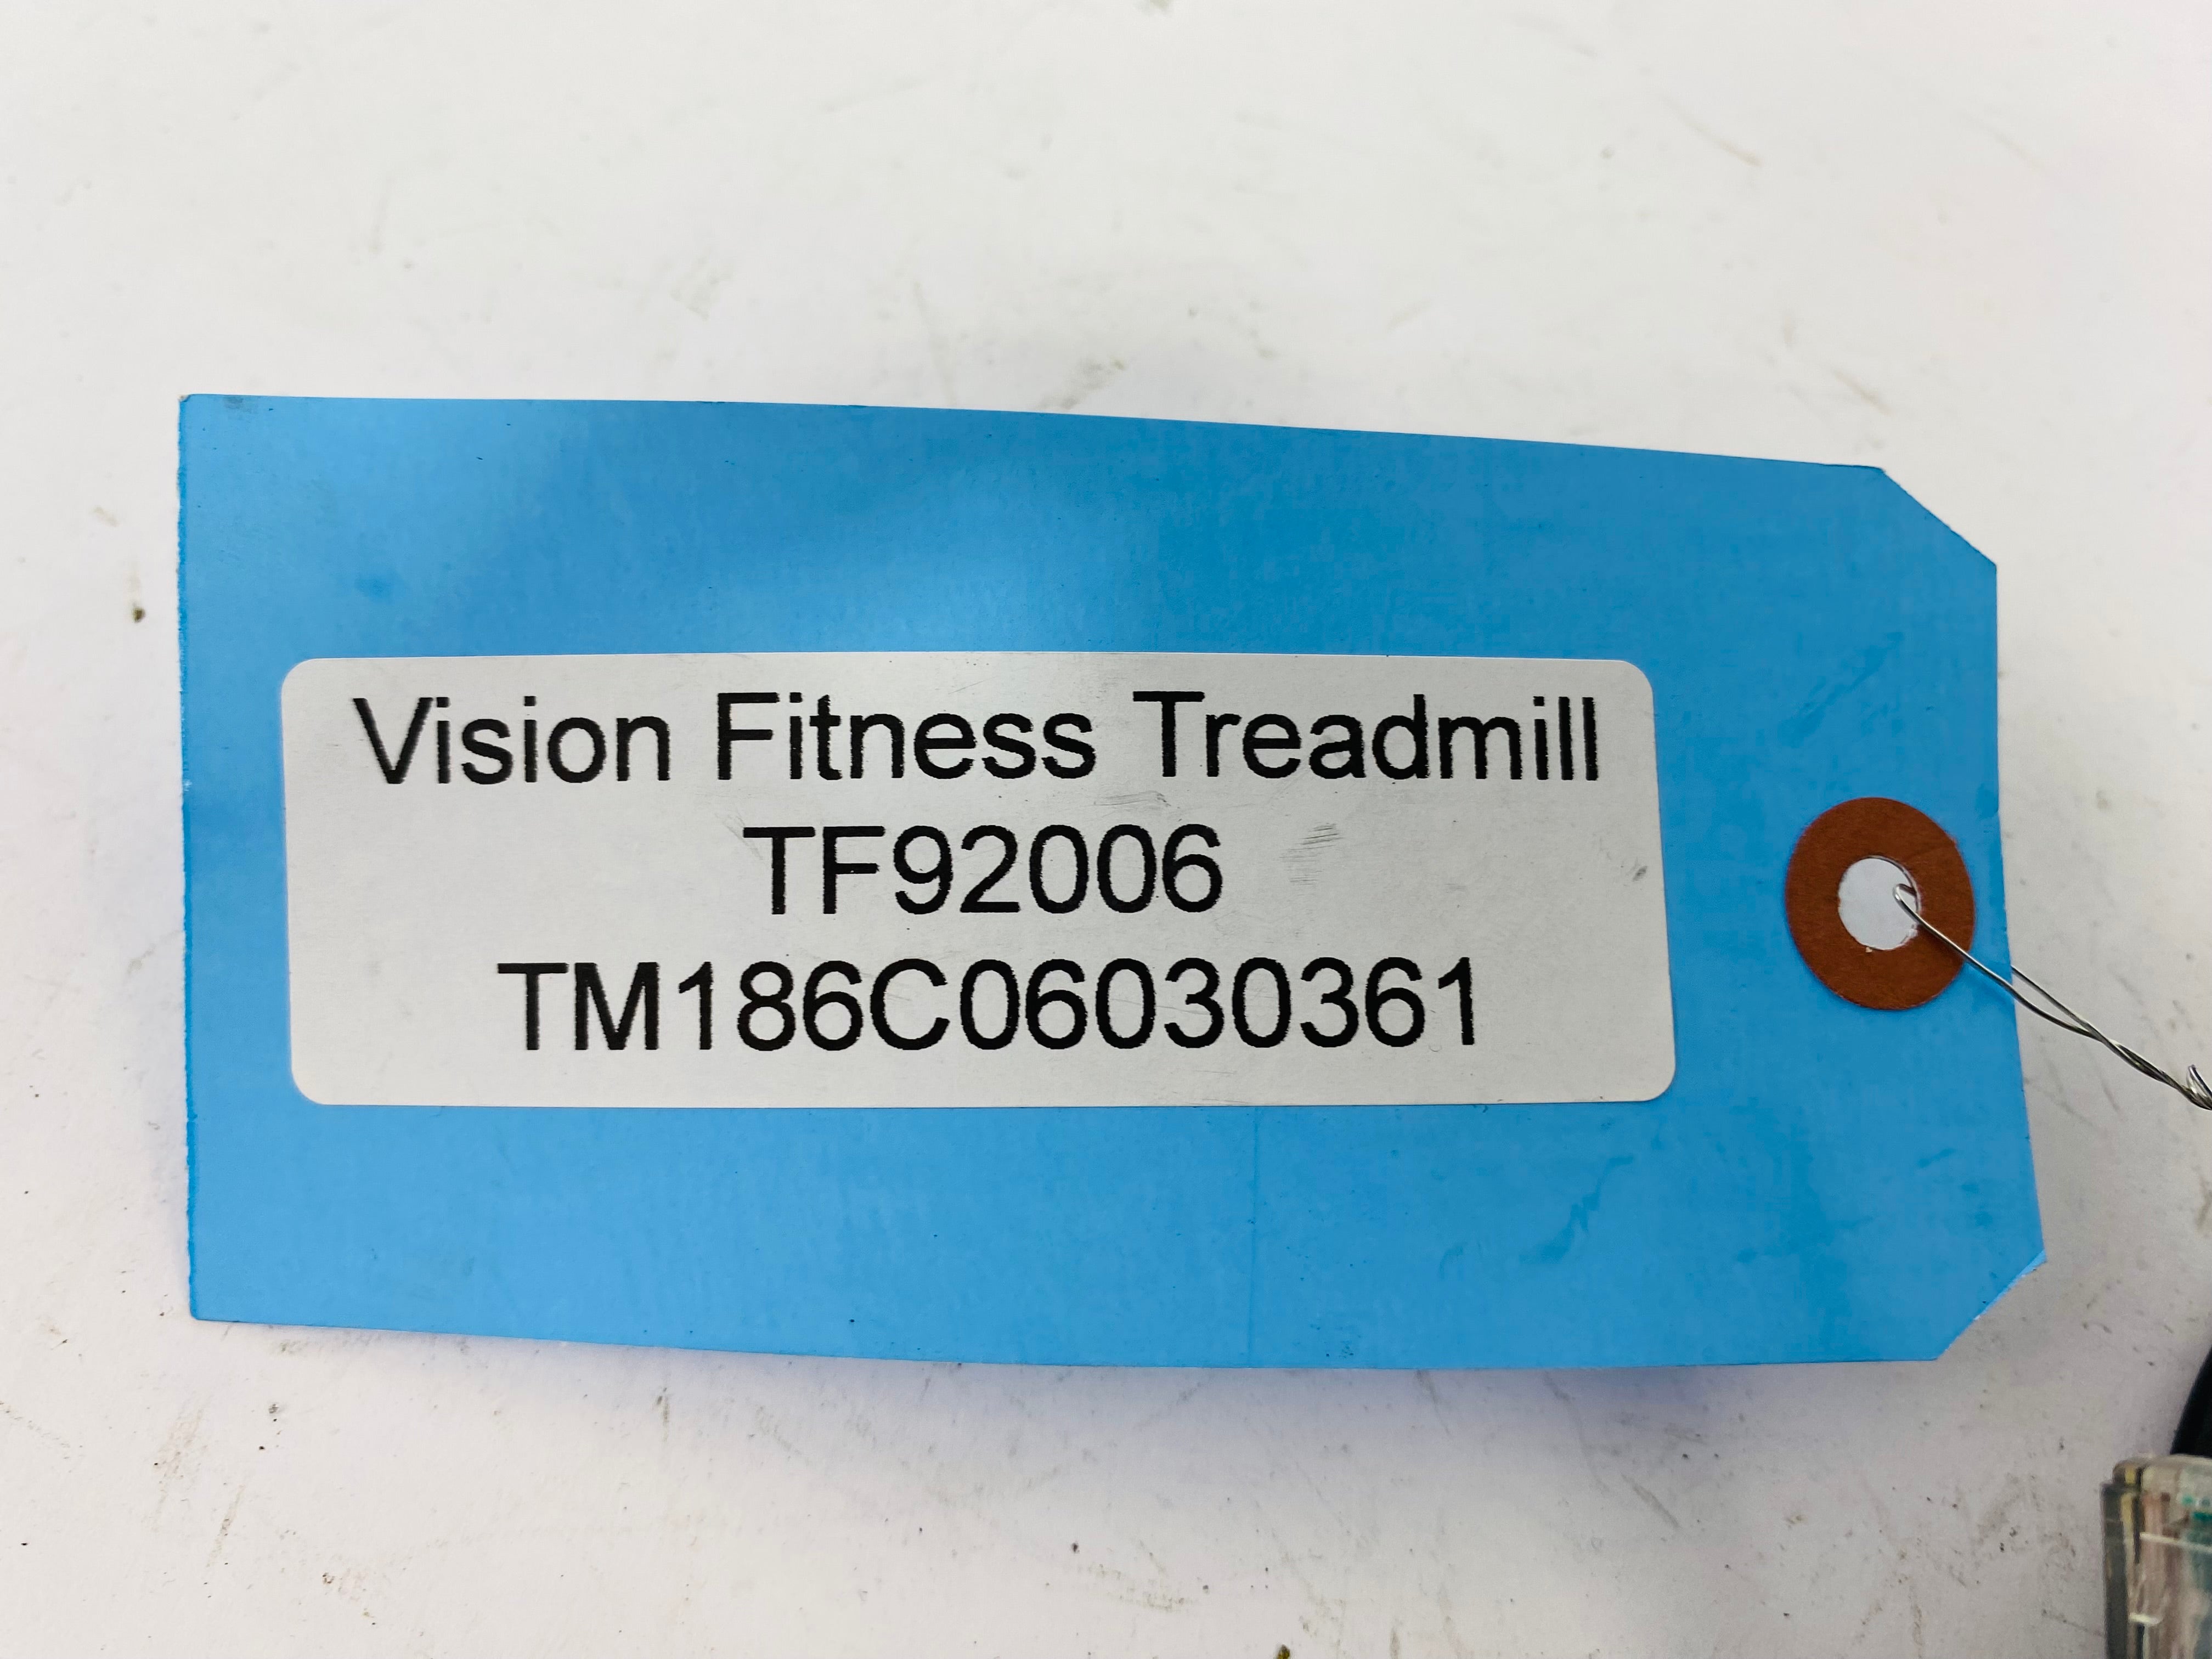 Vision Fitness Treadmill
TF92006
TM186C06030361